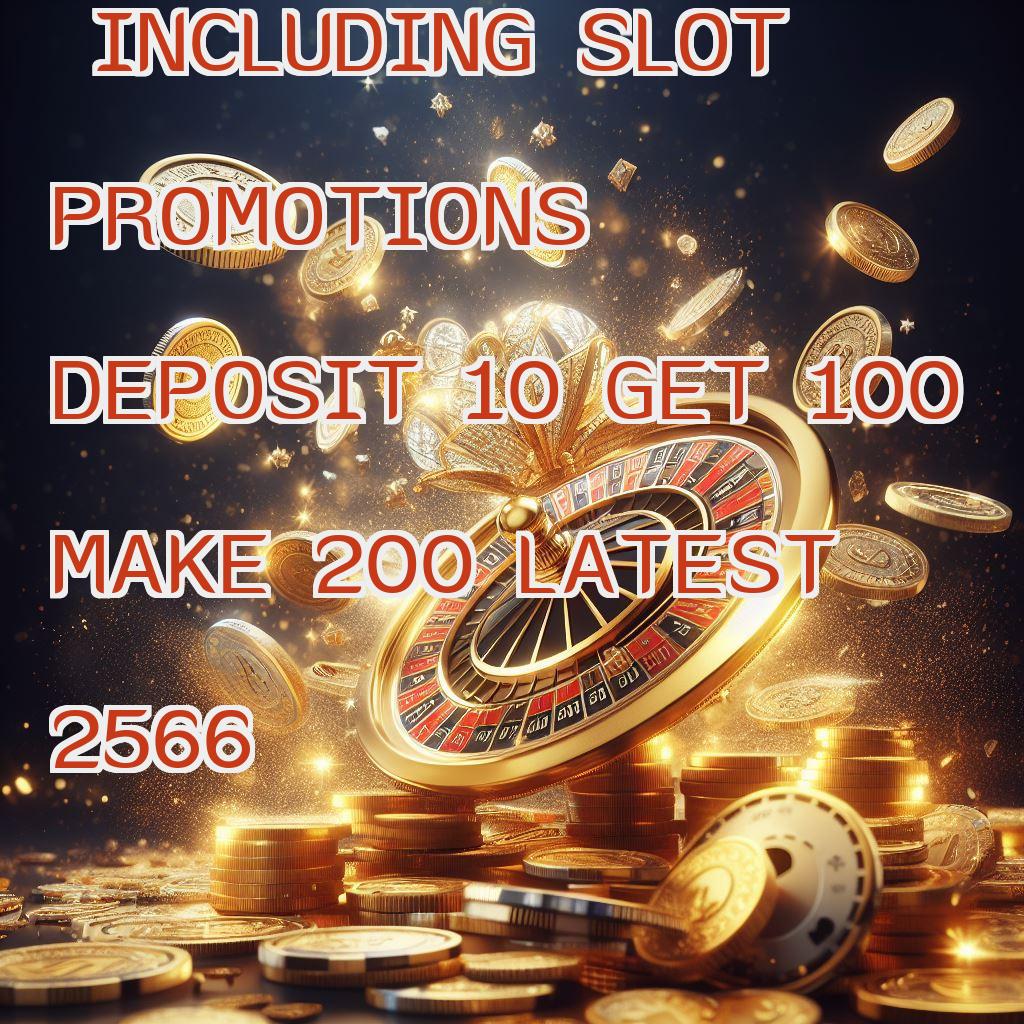 INCLUDING SLOT
PROMOTIONS
DEPOSIT 10 GET 100
MAKE 200 LATEST
2566